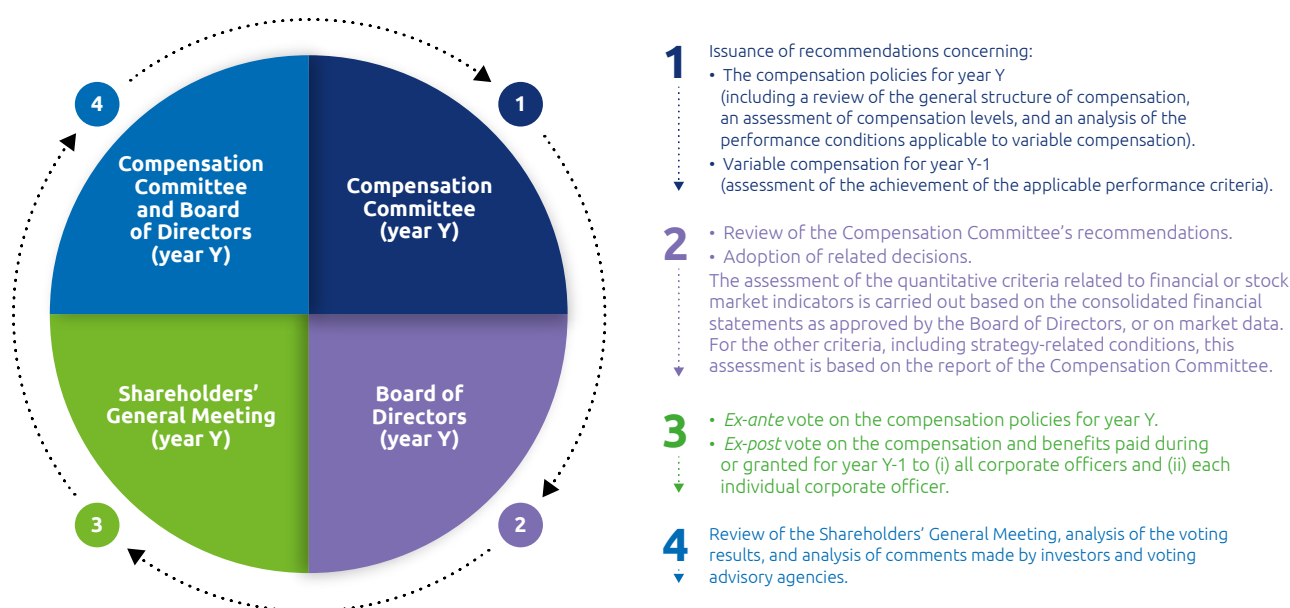 4
1
Compensation
Committee
and Board
of Directors
(year Y)
Compensation
Committee
(year Y)
Shareholders’
General Meeting
(year Y)
Board of
Directors
(year Y)
3
2
1
Issuance of recommendations concerning:
• The compensation policies for year Y
(including a review of the general structure of compensation,
an assessment of compensation levels, and an analysis of the
performance conditions applicable to variable compensation).
• Variable compensation for year Y-1
(assessment of the achievement of the applicable performance criteria).
2
• Review of the Compensation Committee’s recommendations.
• Adoption of related decisions.
The assessment of the quantitative criteria related to financial or stock
market indicators is carried out based on the consolidated financial
statements as approved by the Board of Directors, or on market data.
For the other criteria, including strategy-related conditions, this
assessment is based on the report of the Compensation Committee.
3
• Ex-ante vote on the compensation policies for year Y.
• Ex-post vote on the compensation and benefits paid during
or granted for year Y-1 to (i) all corporate officers and (ii) each
individual corporate officer.
4
Review of the Shareholders’ General Meeting, analysis of the voting
results, and analysis of comments made by investors and voting
advisory agencies.